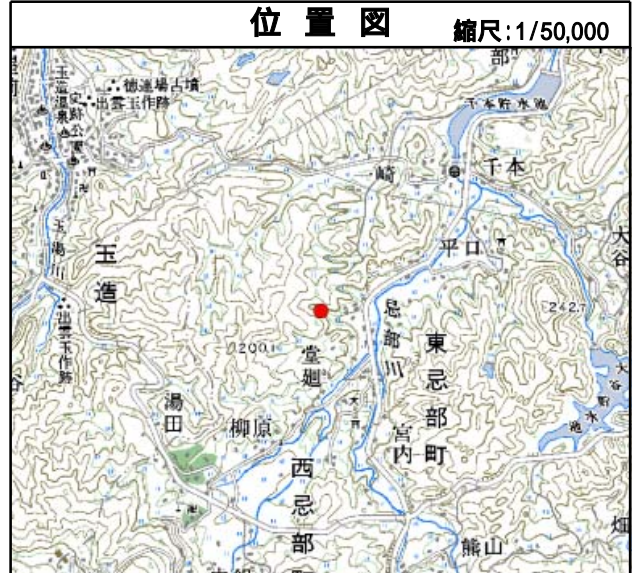 位置図
縮尺:1/50,000
部
徳連場古墳
出雲玉作跡
玉造温泉
史跡公園
千本貯水池
千本
崎
大谷
平口
玉湯川
玉造
出雲玉作跡
242.7
忌部川
東忌部町
200.1
堂廻
大谷貯水池
谷
湯田
柳原
宮内
西忌部町
畑
熊山